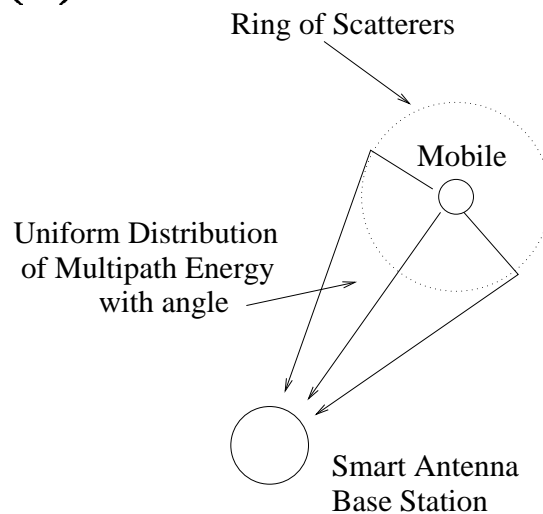 Ring of Scatterers
Mobile
Uniform Distribution
of Multipath Energy
with angle
Smart Antenna
Base Station